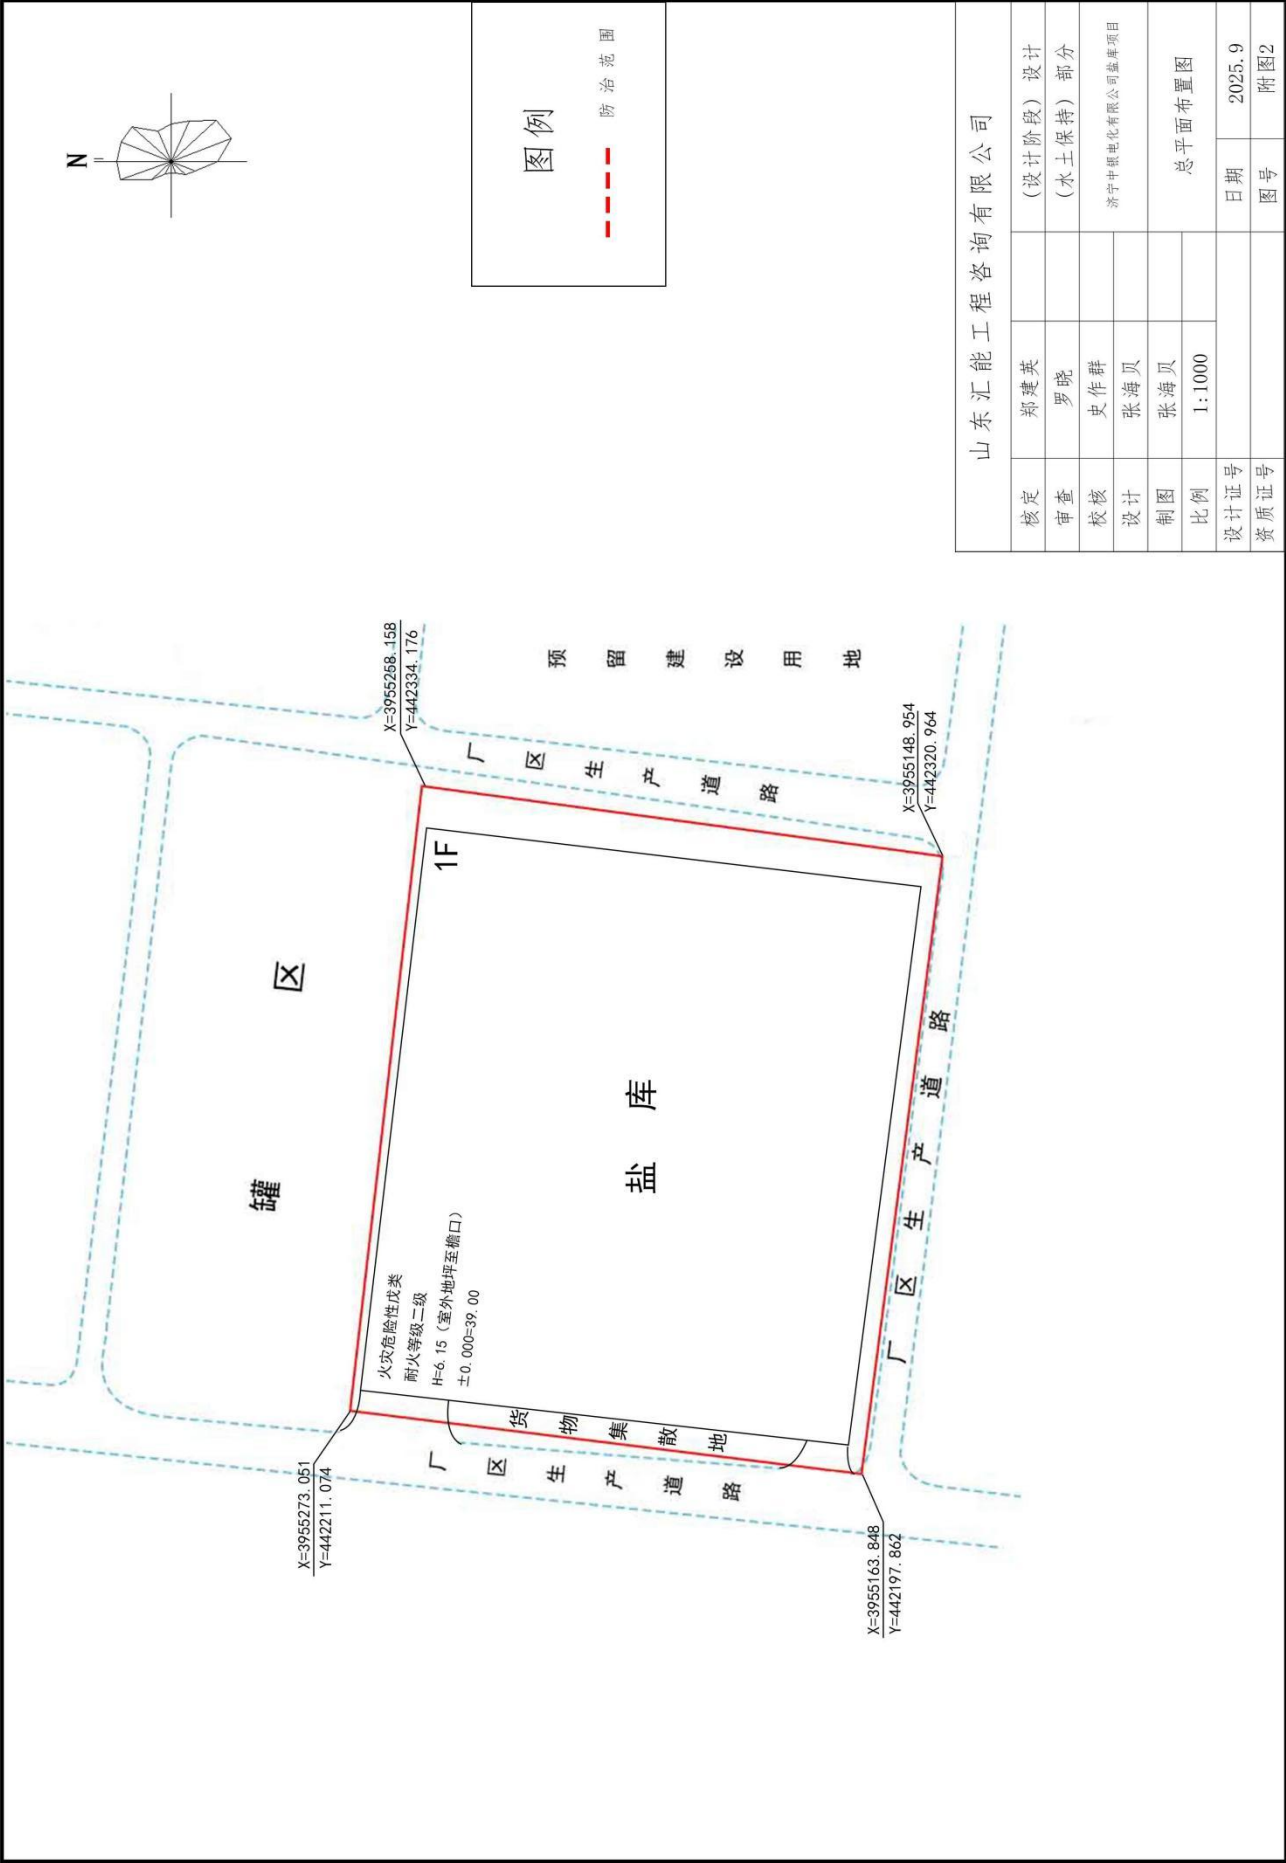 N
图例
防治范围
罐区
X=3955273.051
Y=442211.074
X=3955258.158
Y=442334.176
火灾危险性戊类
耐火等级二级
H=6.15（室外地坪至檐口）
±0.000=39.00
1F
盐库
货物集散地
厂区生产道路
厂区生产道路
厂区生产道路
预留建设用地
X=3955163.848
Y=442197.862
X=3955148.954
Y=442320.964
山东汇能工程咨询有限公司
核定 郑建英 (设计阶段) 设计
审查 罗晓 (水土保持) 部分
校核 史作群 济宁中银电化有限公司盐库项目
设计 张海贝
制图 张海贝 总平面布置图
比例 1:1000
设计证号 日期 2025.9
资质证号 图号 附图2